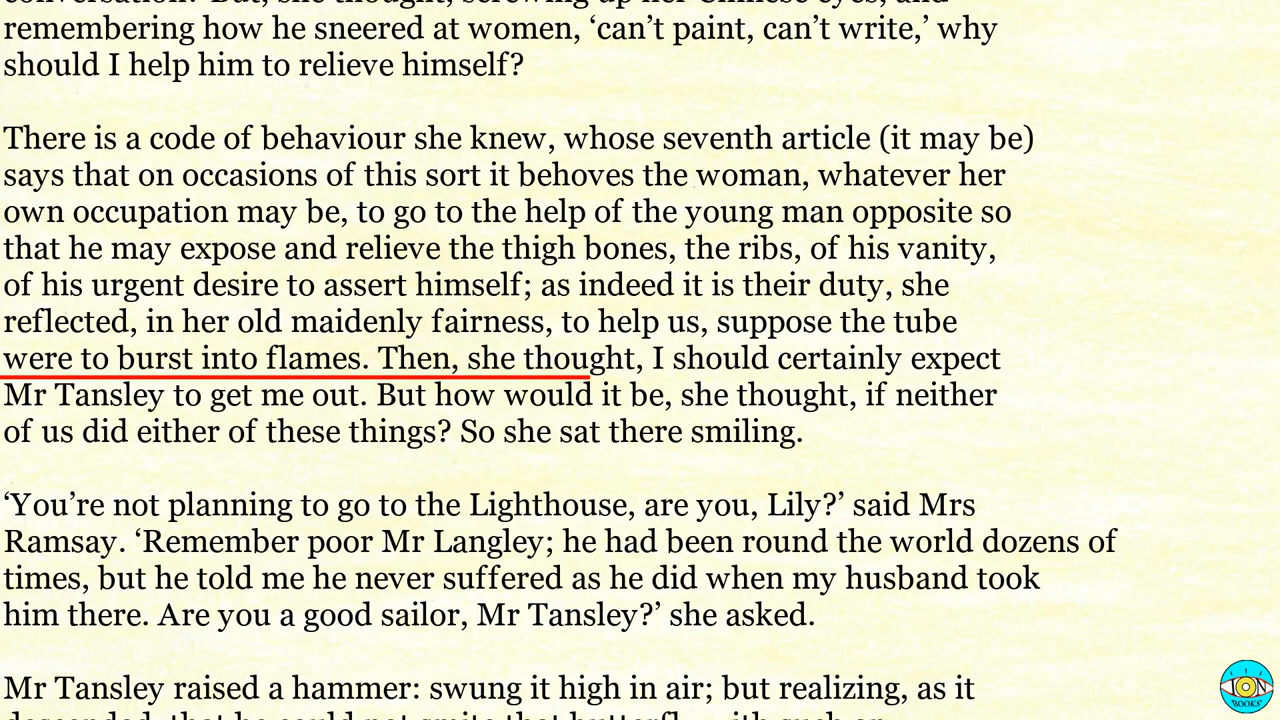 remembering how he sneered at women, ‘can’t paint, can’t write,’ why
should I help him to relieve himself?
There is a code of behaviour she knew, whose seventh article (it may be)
says that on occasions of this sort it behoves the woman, whatever her
own occupation may be, to go to the help of the young man opposite so
that he may expose and relieve the thigh bones, the ribs, of his vanity,
of his urgent desire to assert himself; as indeed it is their duty, she
reflected, in her old maidenly fairness, to help us, suppose the tube
were to burst into flames. Then, she thought, I should certainly expect
Mr Tansley to get me out. But how would it be, she thought, if neither
of us did either of these things? So she sat there smiling.
‘You’re not planning to go to the Lighthouse, are you, Lily?’ said Mrs
Ramsay. ‘Remember poor Mr Langley; he had been round the world dozens of
times, but he told me he never suffered as he did when my husband took
him there. Are you a good sailor, Mr Tansley?’ she asked.
Mr Tansley raised a hammer: swung it high in air; but realizing, as it
ION
BOOKS